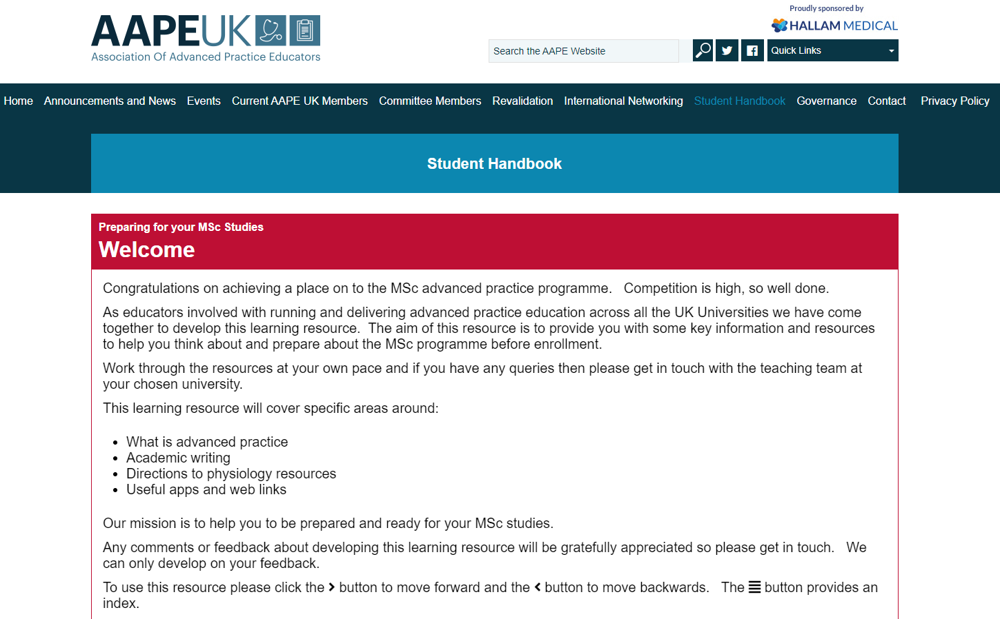 Proudly sponsored by
AAPEUK
HALLAM MEDICAL
Association Of Advanced Practice Educators
Search the AAPE Website
Quick Links
Home Announcements and News Events Current AAPE UK Members Committee Members Revalidation International Networking Student Handbook Governance Contact Privacy Policy
Student Handbook
Preparing for your MSc Studies
Welcome
Congratulations on achieving a place on to the MSc advanced practice programme.   Competition is high, so well done.
As educators involved with running and delivering advanced practice education across all the UK Universities we have come
together to develop this learning resource.  The aim of this resource is to provide you with some key information and resources
to help you think about and prepare about the MSc programme before enrollment.
Work through the resources at your own pace and if you have any queries then please get in touch with the teaching team at
your chosen university.
This learning resource will cover specific areas around:
• What is advanced practice
• Academic writing
• Directions to physiology resources
• Useful apps and web links
Our mission is to help you to be prepared and ready for your MSc studies.
Any comments or feedback about developing this learning resource will be gratefully appreciated so please get in touch.   We
can only develop on your feedback.
To use this resource please click the > button to move forward and the < button to move backwards.   The ≡ button provides an
index.